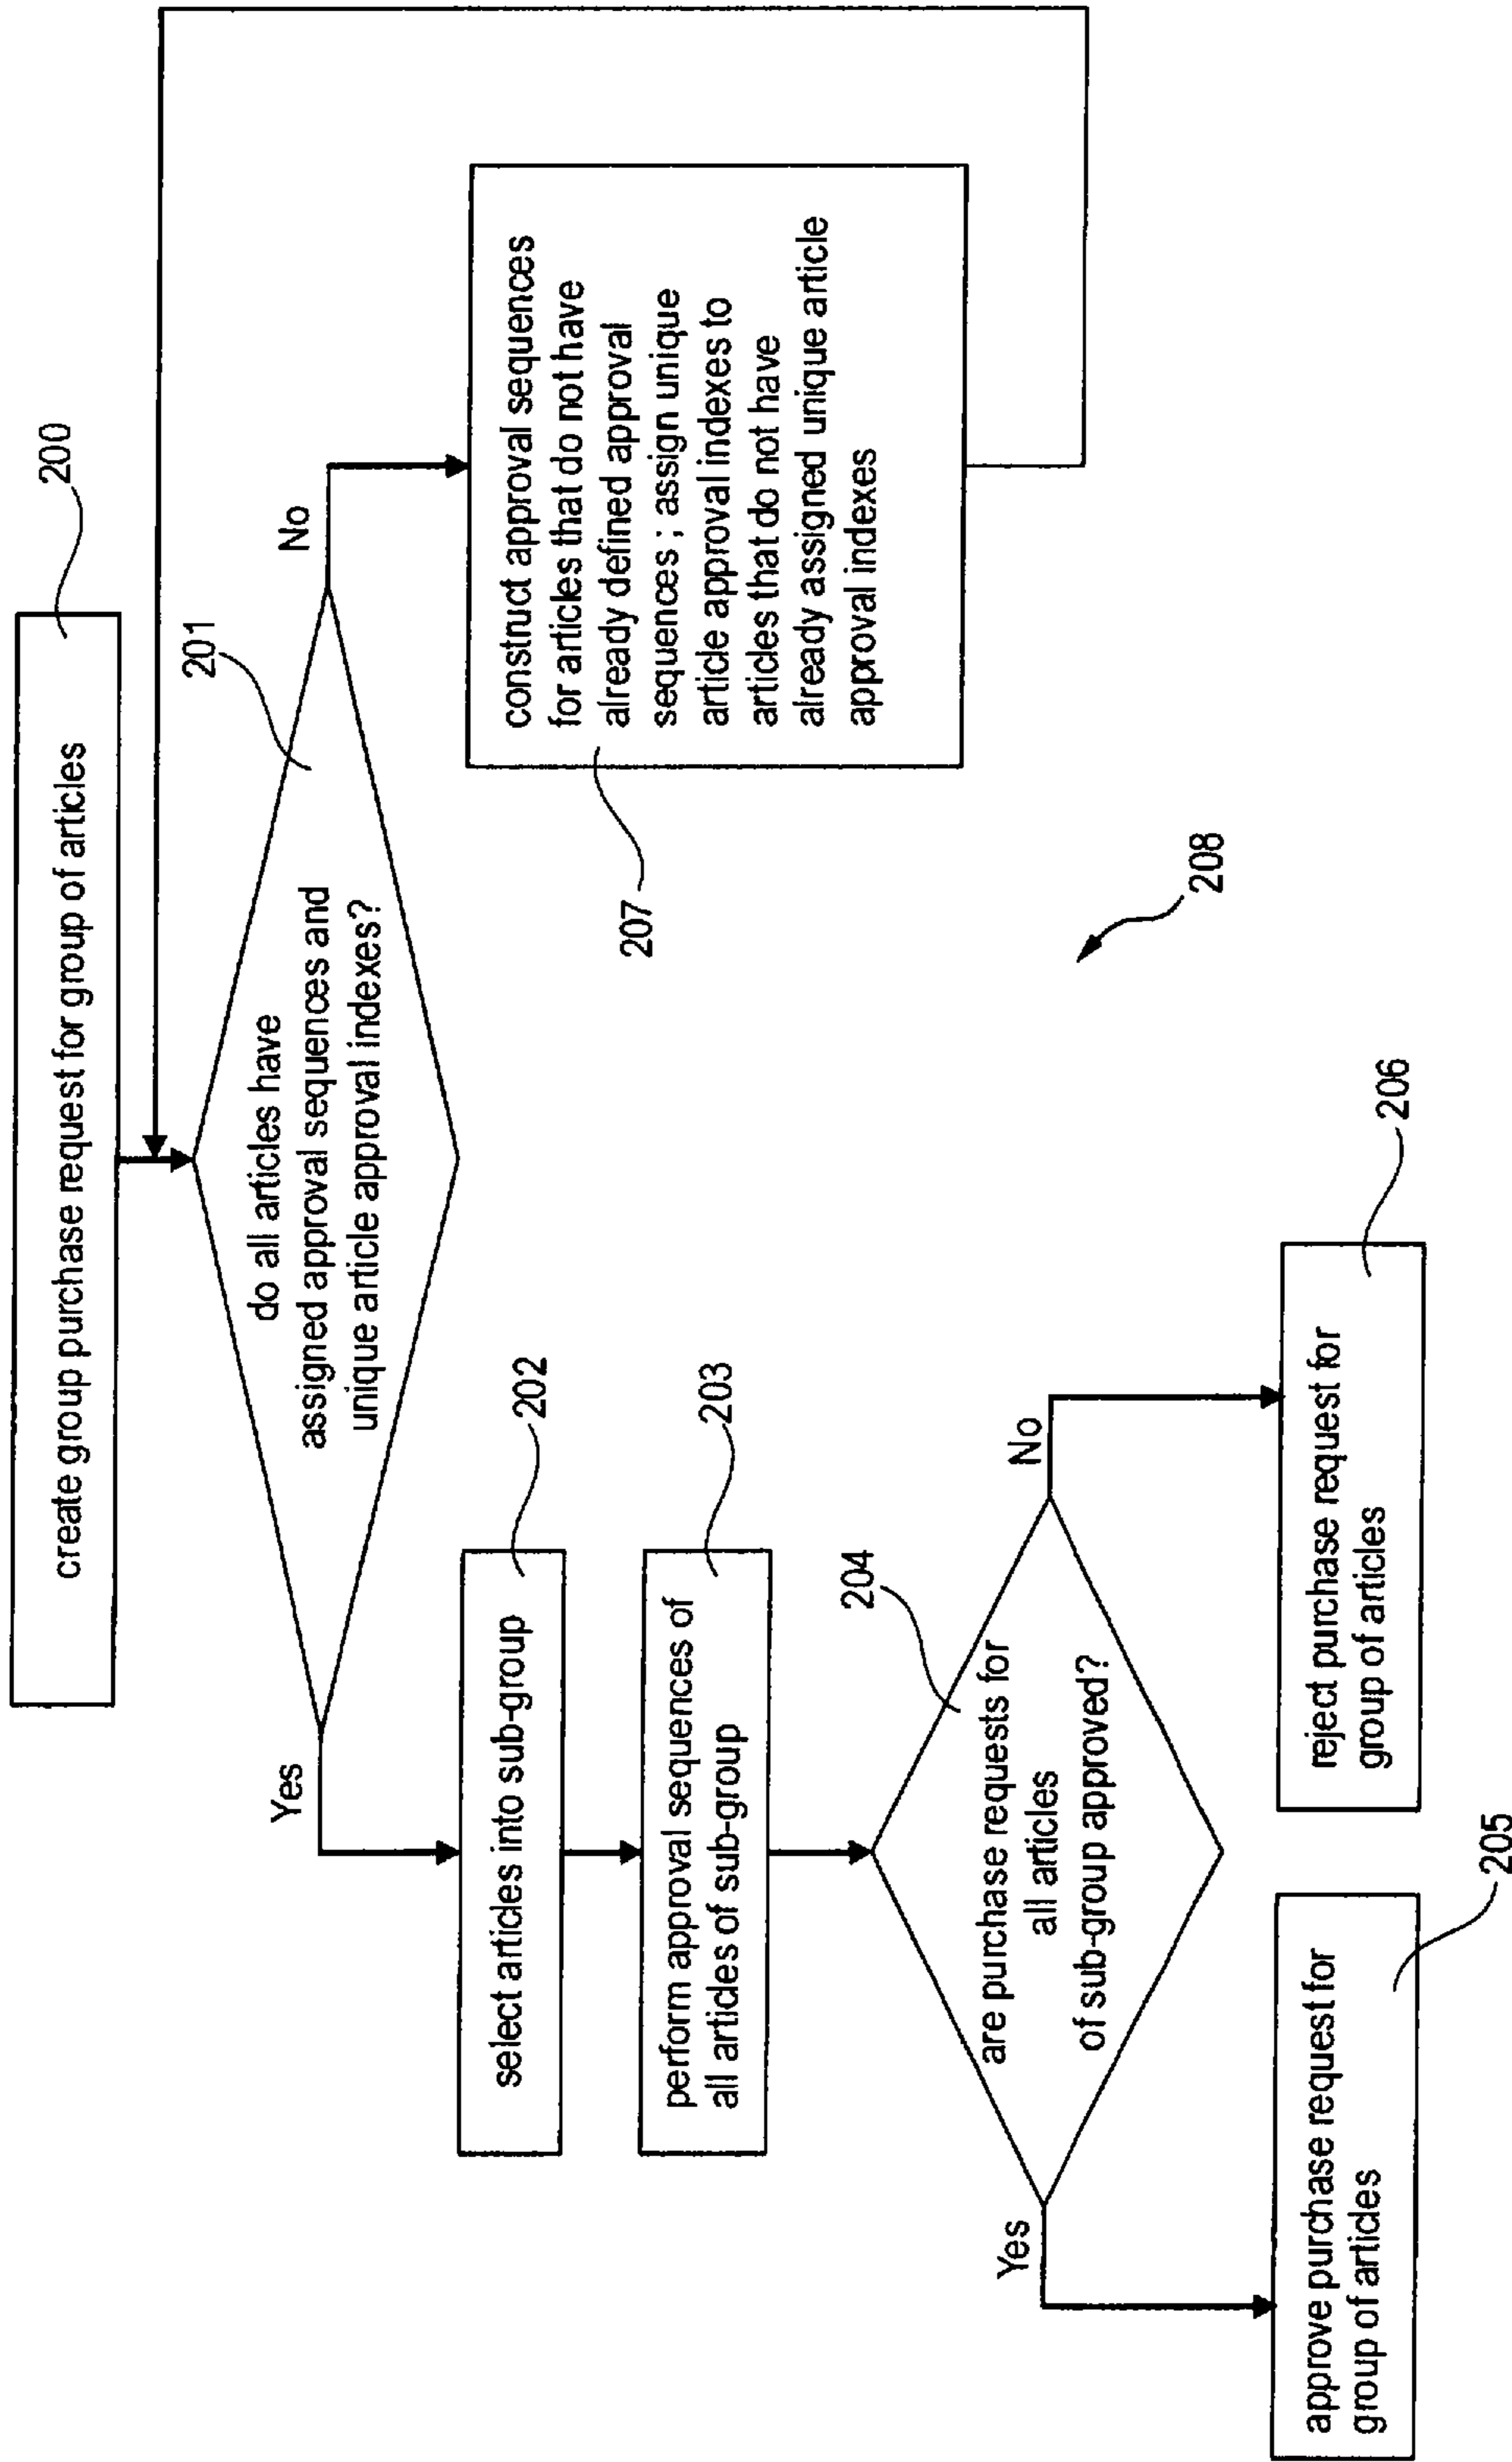 200
create group purchase request for group of articles
201
do all articles have
assigned approval sequences and
unique article approval indexes?
Yes
No
202
select articles into sub-group
203
perform approval sequences of
all articles of sub-group
207
construct approval sequences
for articles that do not have
already defined approval
sequences ; assign unique
article approval indexes to
articles that do not have
already assigned unique article
approval indexes
204
are purchase requests for
all articles
of sub-group approved?
Yes
No
208
approve purchase request for
group of articles
205
reject purchase request for
group of articles
206